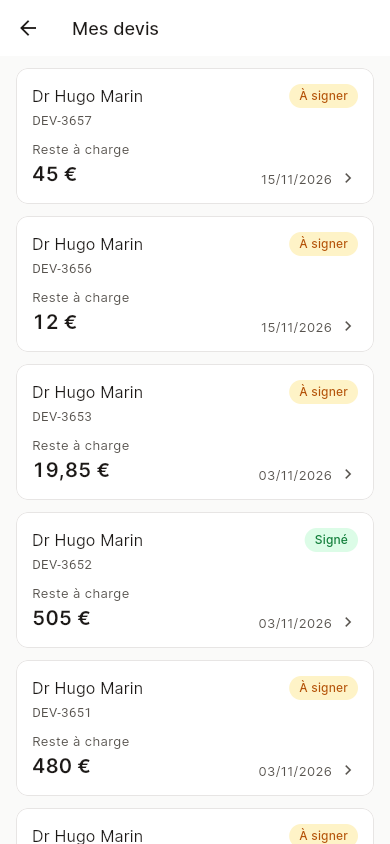 Mes devis
Dr Hugo Marin
À signer
DEV-3657
Reste à charge
45 €
15/11/2026
Dr Hugo Marin
À signer
DEV-3656
Reste à charge
12 €
15/11/2026
Dr Hugo Marin
À signer
DEV-3653
Reste à charge
19,85 €
03/11/2026
Dr Hugo Marin
Signé
DEV-3652
Reste à charge
505 €
03/11/2026
Dr Hugo Marin
À signer
DEV-3651
Reste à charge
480 €
03/11/2026
Dr Hugo Marin
À signer